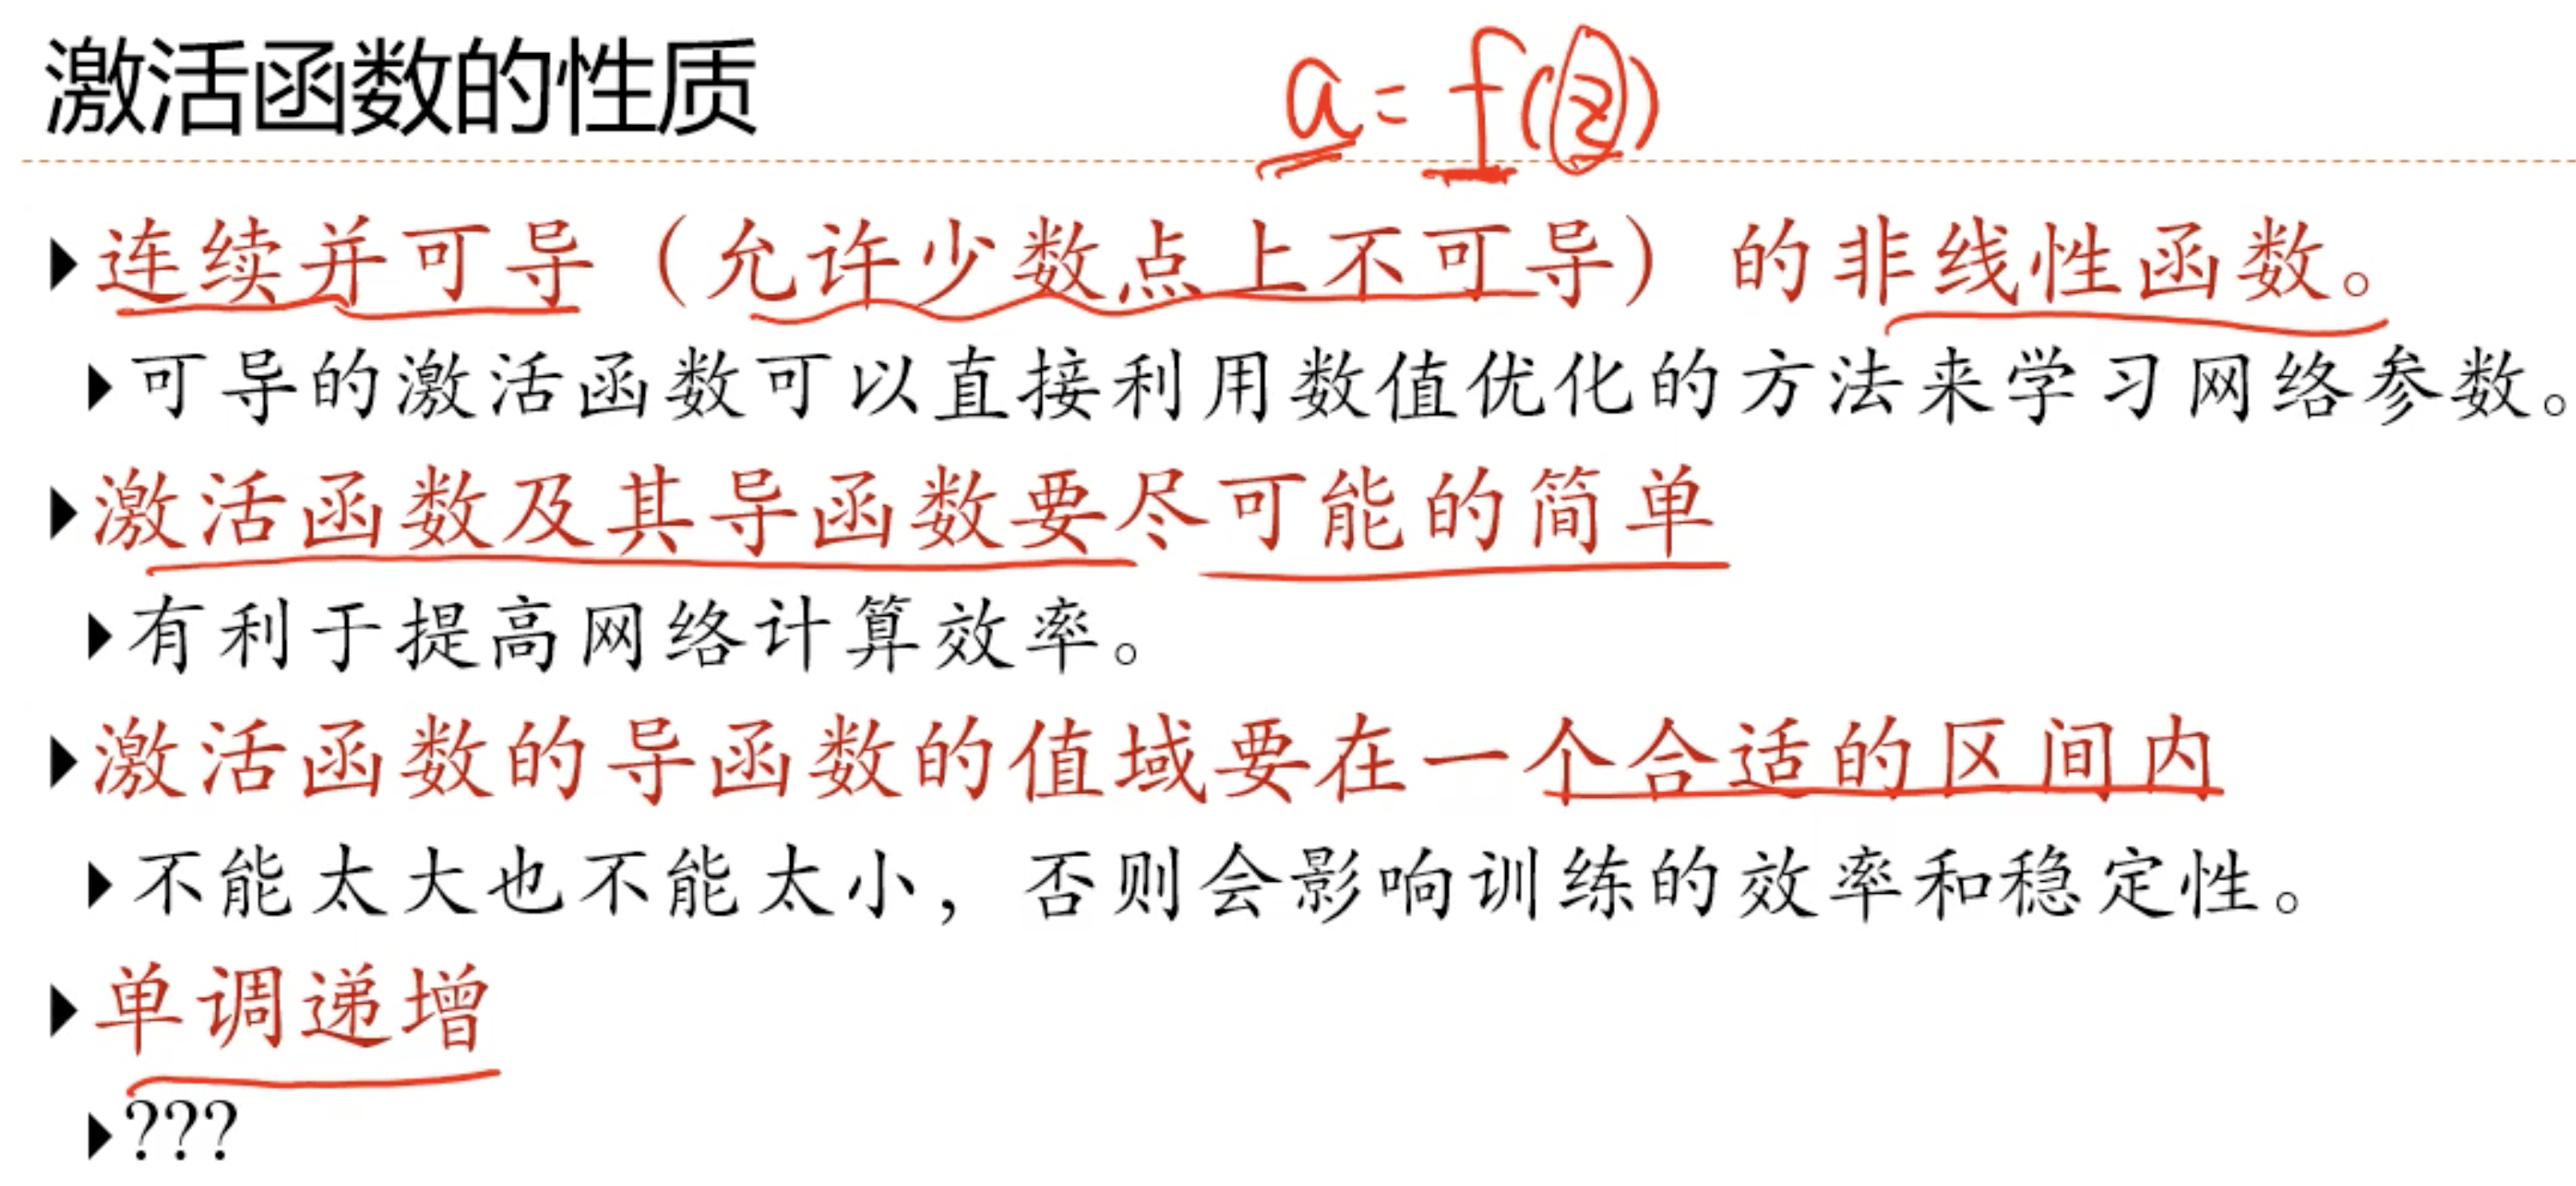 激活函数的性质
a = f(z)
连续并可导（允许少数点上不可导）的非线性函数。
可导的激活函数可以直接利用数值优化的方法来学习网络参数。
激活函数及其导函数要尽可能的简单
有利于提高网络计算效率。
激活函数的导函数的值域要在一个合适的区间内
不能太大也不能太小，否则会影响训练的效率和稳定性。
单调递增
???